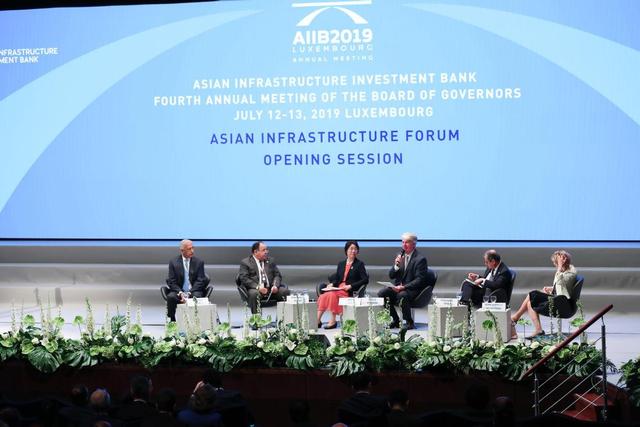 AIIB2019
LUXEMBOURG
ANNUAL MEETING
INFRASTRUCTURE
MENT BANK
ASIAN INFRASTRUCTURE INVESTMENT BANK
FOURTH ANNUAL MEETING OF THE BOARD OF GOVERNORS
JULY 12-13, 2019 LUXEMBOURG
ASIAN INFRASTRUCTURE FORUM
OPENING SESSION